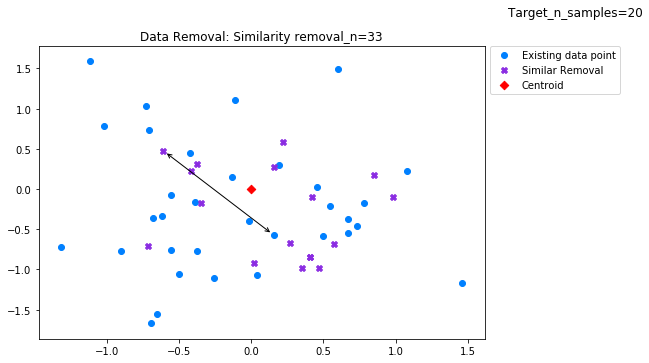 Target_n_samples=20
Data Removal: Similarity removal_n=33
Existing data point
Similar Removal
Centroid
1.5
1.0
0.5
0.0
−0.5
−1.0
−1.5
−1.0 −0.5 0.0 0.5 1.0 1.5